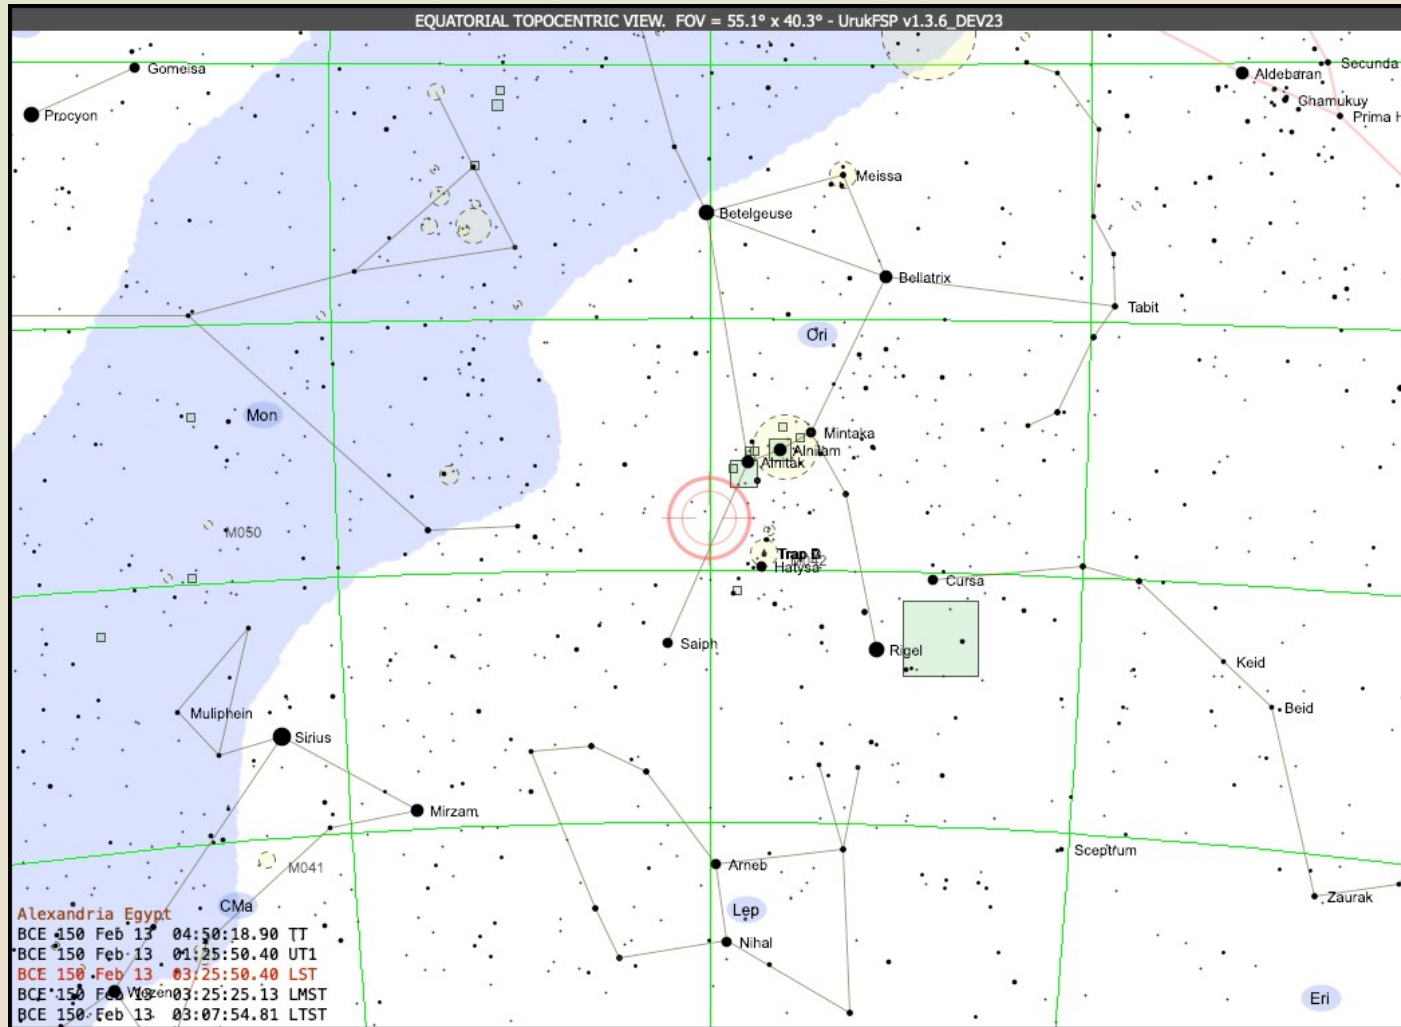 EQUATORIAL TOPOCENTRIC VIEW. FOV = 55.1° x 40.3° - UrukFSP v1.3.6_DEV23
Gomeisa
Procyon
Secunda
Aldebaran
Chamukuy
Prima H
Meissa
Betelgeuse
Bellatrix
Tabit
Ori
Mon
Mintaka
Alnilam
Alnitak
M050
Trap
Hatysa
Cursa
Saiph
Rigel
Keid
Muliphein
Beid
Sirius
Mirzam
Sceptrum
M041
Arneb
Zaurak
CMa
Lep
Nihal
Wezen
Eri
Alexandria Egypt
BCE 150 Feb 13 04:50:18.90 TT
BCE 150 Feb 13 01:25:50.40 UT1
BCE 150 Feb 13 03:25:50.40 LST
BCE 150 Feb 13 03:25:25.13 LMST
BCE 150 Feb 13 03:07:54.81 LTST